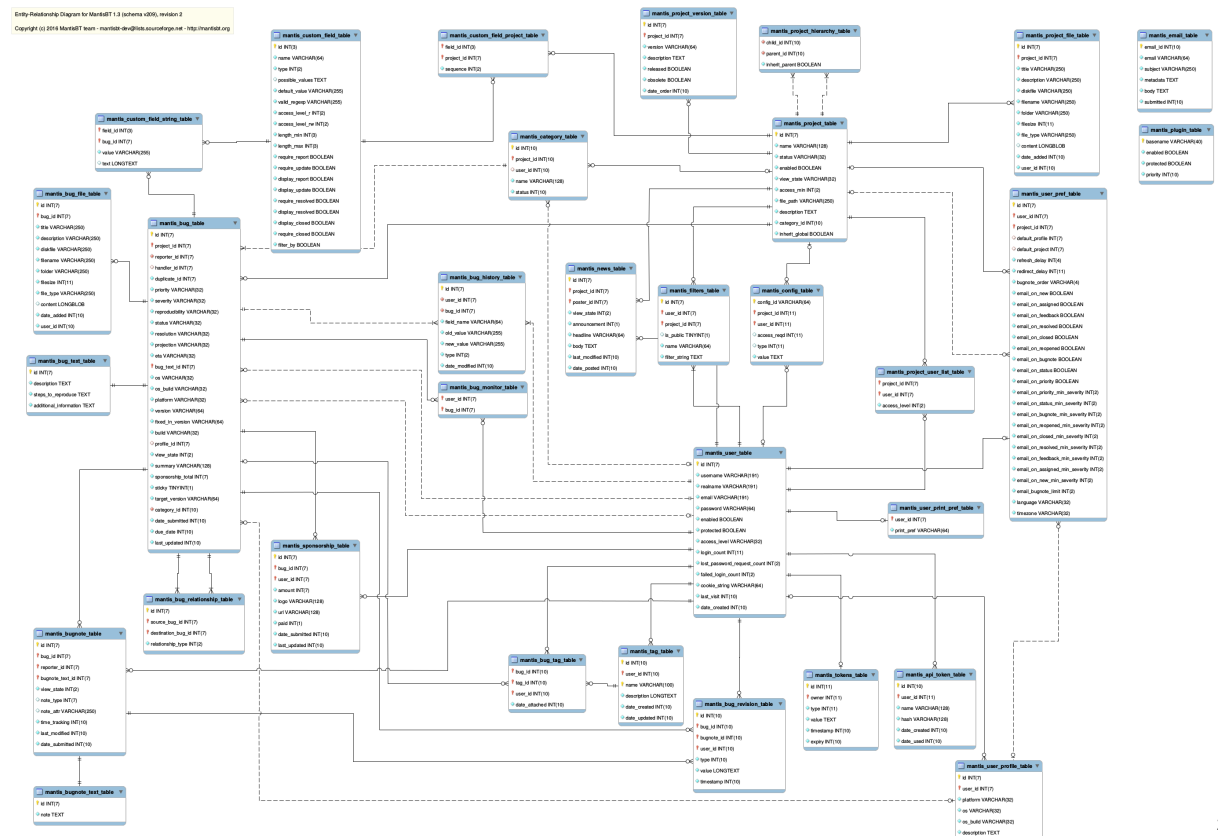 Entity-Relationship Diagram for MantisBT 1.3 (schema v209), revision 2
Copyright (c) 2016 MantisBT team - mantisbt-dev@lists.sourceforge.net - http://mantisbt.org
mantis_custom_field_table
id INT(3)
name VARCHAR(64)
type INT(2)
possible_values TEXT
default_value VARCHAR(255)
valid_regexp VARCHAR(255)
access_level_r INT(2)
access_level_rw INT(2)
length_min INT(3)
length_max INT(3)
require_report BOOLEAN
require_update BOOLEAN
display_report BOOLEAN
display_update BOOLEAN
require_resolved BOOLEAN
display_resolved BOOLEAN
display_closed BOOLEAN
require_closed BOOLEAN
filter_by BOOLEAN
mantis_custom_field_project_table
field_id INT(3)
project_id INT(7)
sequence INT(2)
mantis_project_version_table
id INT(7)
project_id INT(7)
version VARCHAR(64)
description TEXT
released BOOLEAN
obsolete BOOLEAN
date_order INT(10)
mantis_project_hierarchy_table
child_id INT(10)
parent_id INT(10)
inherit_parent BOOLEAN
mantis_project_file_table
id INT(7)
project_id INT(7)
title VARCHAR(250)
description VARCHAR(250)
diskfile VARCHAR(250)
filename VARCHAR(250)
folder VARCHAR(250)
filesize INT(11)
file_type VARCHAR(250)
content LONGBLOB
date_added INT(10)
user_id INT(10)
mantis_email_table
email_id INT(10)
email VARCHAR(64)
subject VARCHAR(250)
metadata TEXT
body TEXT
submitted INT(10)
mantis_plugin_table
basename VARCHAR(40)
enabled BOOLEAN
protected BOOLEAN
priority INT(10)
mantis_custom_field_string_table
field_id INT(3)
bug_id INT(7)
value VARCHAR(255)
text LONGTEXT
mantis_category_table
id INT(10)
project_id INT(10)
user_id INT(10)
name VARCHAR(128)
status INT(10)
mantis_project_table
id INT(7)
name VARCHAR(128)
status VARCHAR(32)
enabled BOOLEAN
view_state VARCHAR(32)
access_min INT(2)
file_path VARCHAR(250)
description TEXT
category_id INT(10)
inherit_global BOOLEAN
mantis_bug_file_table
id INT(7)
bug_id INT(7)
title VARCHAR(250)
description VARCHAR(250)
diskfile VARCHAR(250)
filename VARCHAR(250)
folder VARCHAR(250)
filesize INT(11)
file_type VARCHAR(250)
content LONGBLOB
date_added INT(10)
user_id INT(10)
mantis_bug_table
id INT(7)
project_id INT(7)
reporter_id INT(7)
handler_id INT(7)
duplicate_id INT(7)
priority VARCHAR(32)
severity VARCHAR(32)
reproducibility VARCHAR(32)
status VARCHAR(32)
resolution VARCHAR(32)
projection VARCHAR(32)
eta VARCHAR(32)
bug_text_id INT(7)
os VARCHAR(32)
os_build VARCHAR(32)
platform VARCHAR(32)
version VARCHAR(64)
fixed_in_version VARCHAR(64)
build VARCHAR(32)
profile_id INT(7)
view_state INT(2)
summary VARCHAR(128)
sponsorship_total INT(7)
sticky TINYINT(1)
target_version VARCHAR(64)
category_id INT(10)
date_submitted INT(10)
due_date INT(10)
last_updated INT(10)
mantis_bug_text_table
id INT(7)
description TEXT
steps_to_reproduce TEXT
additional_information TEXT
mantis_bug_history_table
id INT(7)
user_id INT(7)
bug_id INT(7)
field_name VARCHAR(64)
old_value VARCHAR(255)
new_value VARCHAR(255)
type INT(2)
date_modified INT(10)
mantis_bug_monitor_table
user_id INT(7)
bug_id INT(7)
mantis_news_table
id INT(7)
project_id INT(7)
poster_id INT(7)
view_state INT(2)
announcement INT(1)
headline VARCHAR(64)
body TEXT
last_modified INT(10)
date_posted INT(10)
mantis_filters_table
id INT(7)
user_id INT(7)
project_id INT(7)
is_public TINYINT(1)
name VARCHAR(64)
filter_string TEXT
mantis_config_table
config_id VARCHAR(64)
project_id INT(11)
user_id INT(11)
access_reqd INT(11)
type INT(11)
value TEXT
mantis_project_user_list_table
project_id INT(7)
user_id INT(7)
access_level INT(2)
mantis_user_pref_table
id INT(7)
user_id INT(7)
project_id INT(7)
default_profile INT(7)
default_project INT(7)
refresh_delay INT(4)
redirect_delay INT(11)
bugnote_order VARCHAR(4)
email_on_new BOOLEAN
email_on_assigned BOOLEAN
email_on_feedback BOOLEAN
email_on_resolved BOOLEAN
email_on_closed BOOLEAN
email_on_reopened BOOLEAN
email_on_bugnote BOOLEAN
email_on_status BOOLEAN
email_on_priority BOOLEAN
email_on_priority_min_severity INT(2)
email_on_status_min_severity INT(2)
email_on_bugnote_min_severity INT(2)
email_on_reopened_min_severity INT(2)
email_on_closed_min_severity INT(2)
email_on_resolved_min_severity INT(2)
email_on_feedback_min_severity INT(2)
email_on_assigned_min_severity INT(2)
email_on_new_min_severity INT(2)
email_bugnote_limit INT(2)
language VARCHAR(32)
timezone VARCHAR(32)
mantis_user_table
id INT(7)
username VARCHAR(191)
realname VARCHAR(191)
email VARCHAR(191)
password VARCHAR(64)
enabled BOOLEAN
protected BOOLEAN
access_level VARCHAR(32)
login_count INT(11)
lost_password_request_count INT(2)
failed_login_count INT(2)
cookie_string VARCHAR(64)
last_visit INT(10)
date_created INT(10)
mantis_user_print_pref_table
user_id INT(7)
print_pref VARCHAR(64)
mantis_sponsorship_table
id INT(7)
bug_id INT(7)
user_id INT(7)
amount INT(7)
logo VARCHAR(128)
url VARCHAR(128)
paid INT(1)
date_submitted INT(10)
last_updated INT(10)
mantis_bug_relationship_table
id INT(7)
source_bug_id INT(7)
destination_bug_id INT(7)
relationship_type INT(2)
mantis_bugnote_table
id INT(7)
bug_id INT(7)
reporter_id INT(7)
bugnote_text_id INT(7)
view_state INT(2)
note_type INT(7)
note_attr VARCHAR(250)
time_tracking INT(10)
last_modified INT(10)
date_submitted INT(10)
mantis_bug_tag_table
bug_id INT(10)
tag_id INT(10)
user_id INT(10)
date_attached INT(10)
mantis_tag_table
id INT(10)
user_id INT(10)
name VARCHAR(100)
description LONGTEXT
date_created INT(10)
date_updated INT(10)
mantis_bug_revision_table
id INT(10)
bug_id INT(10)
bugnote_id INT(10)
user_id INT(10)
type INT(10)
value LONGTEXT
timestamp INT(10)
mantis_tokens_table
id INT(11)
owner INT(11)
type INT(11)
value TEXT
timestamp INT(10)
expiry INT(10)
mantis_api_token_table
id INT(10)
user_id INT(11)
name VARCHAR(128)
hash VARCHAR(128)
date_created INT(10)
date_used INT(10)
mantis_bugnote_text_table
id INT(7)
note TEXT
mantis_user_profile_table
id INT(7)
user_id INT(7)
platform VARCHAR(32)
os VARCHAR(32)
os_build VARCHAR(32)
description TEXT